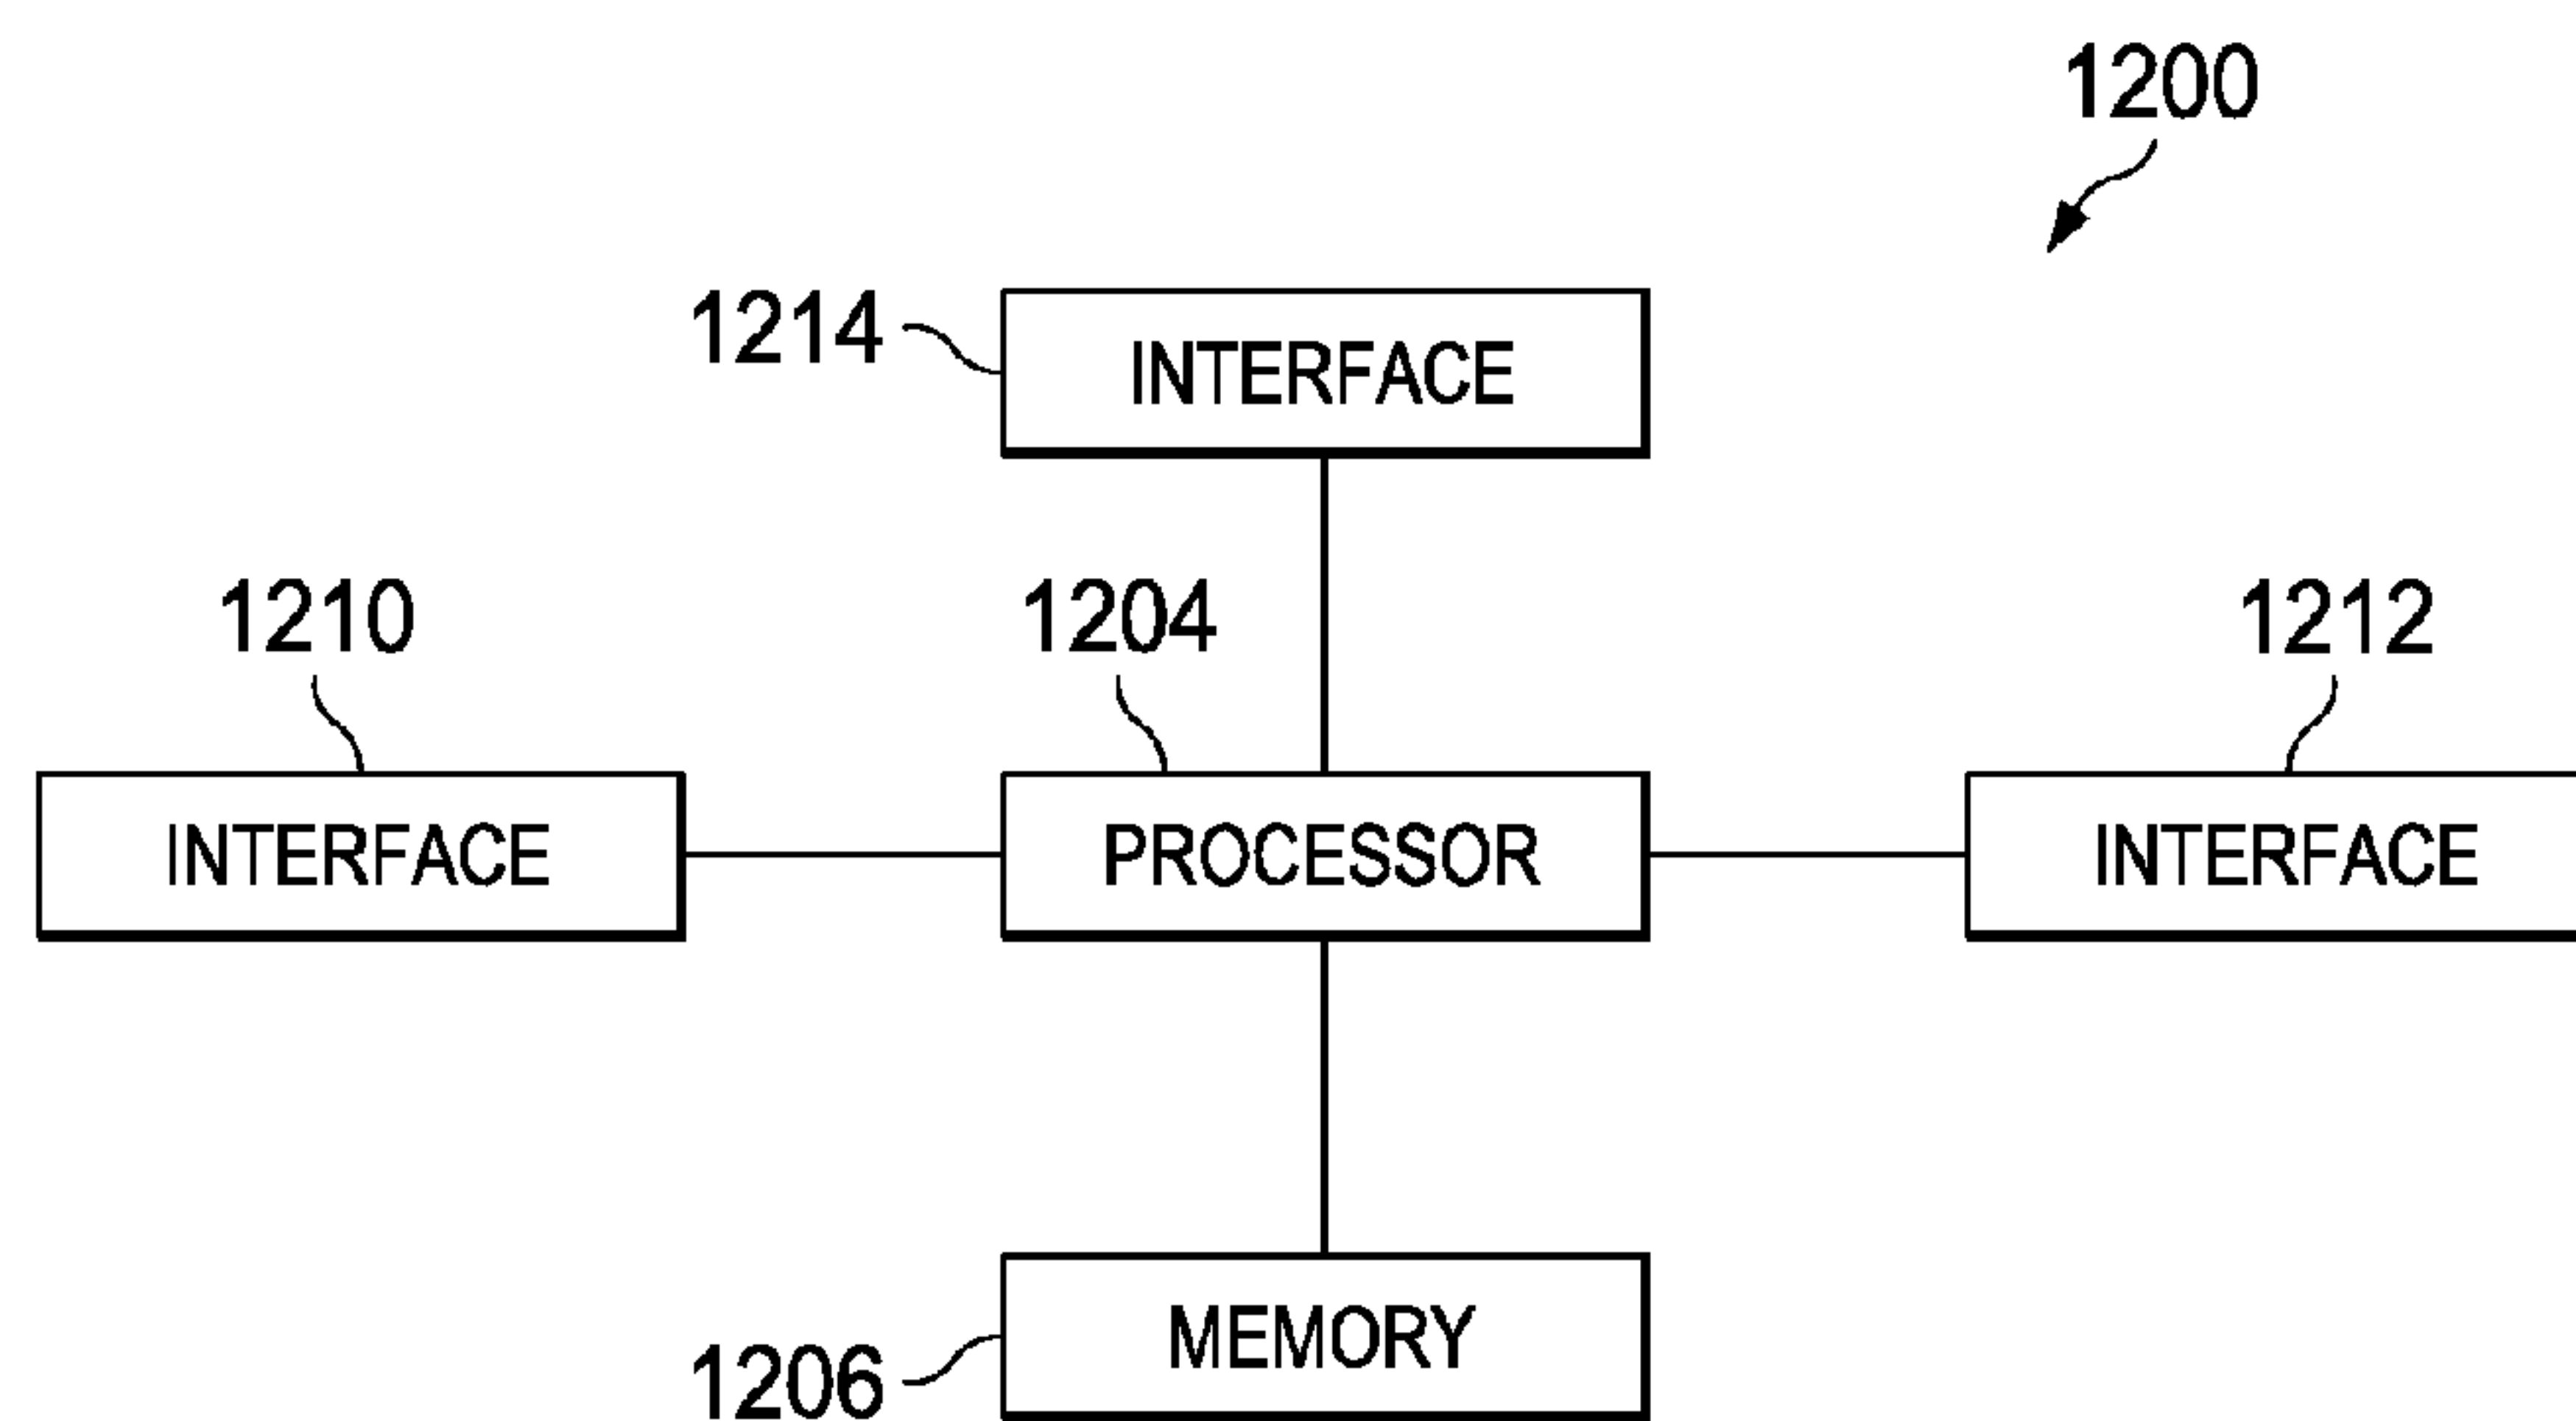 1200
1214
INTERFACE
1210
1204
1212
INTERFACE
PROCESSOR
INTERFACE
MEMORY
1206